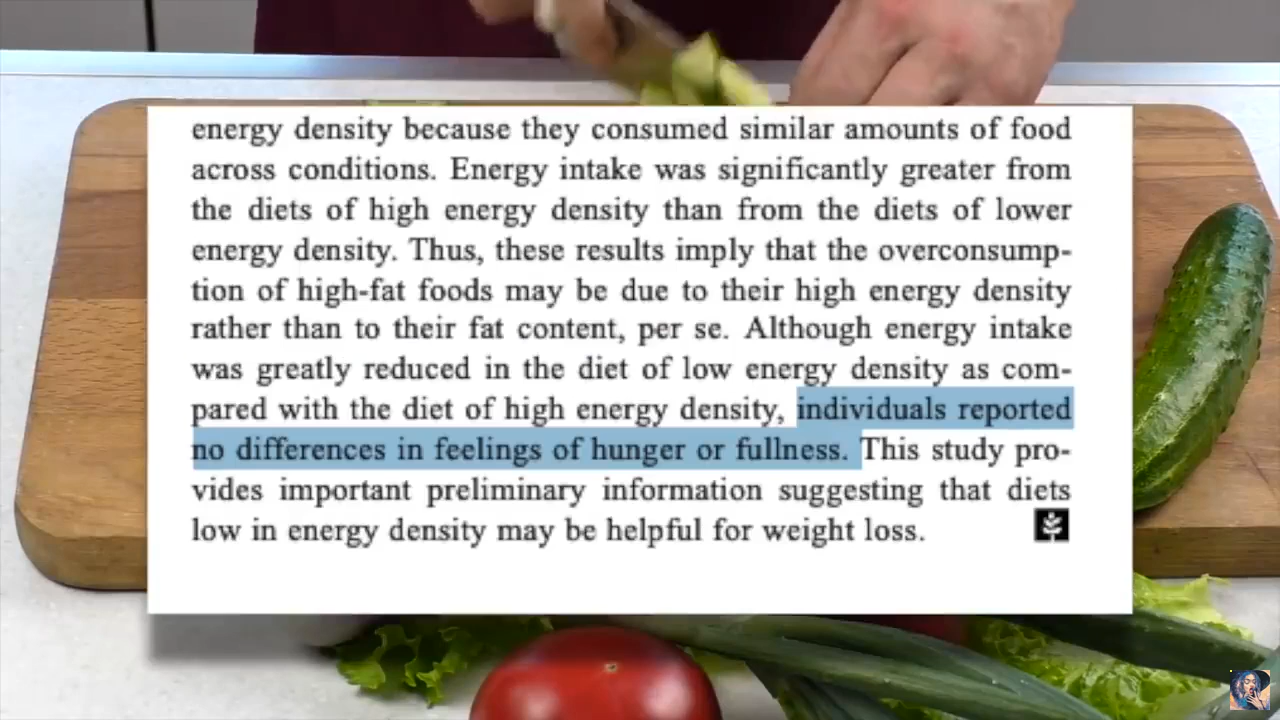 energy density because they consumed similar amounts of food
across conditions. Energy intake was significantly greater from
the diets of high energy density than from the diets of lower
energy density. Thus, these results imply that the overconsump-
tion of high-fat foods may be due to their high energy density
rather than to their fat content, per se. Although energy intake
was greatly reduced in the diet of low energy density as com-
pared with the diet of high energy density, individuals reported
no differences in feelings of hunger or fullness. This study pro-
vides important preliminary information suggesting that diets
low in energy density may be helpful for weight loss.